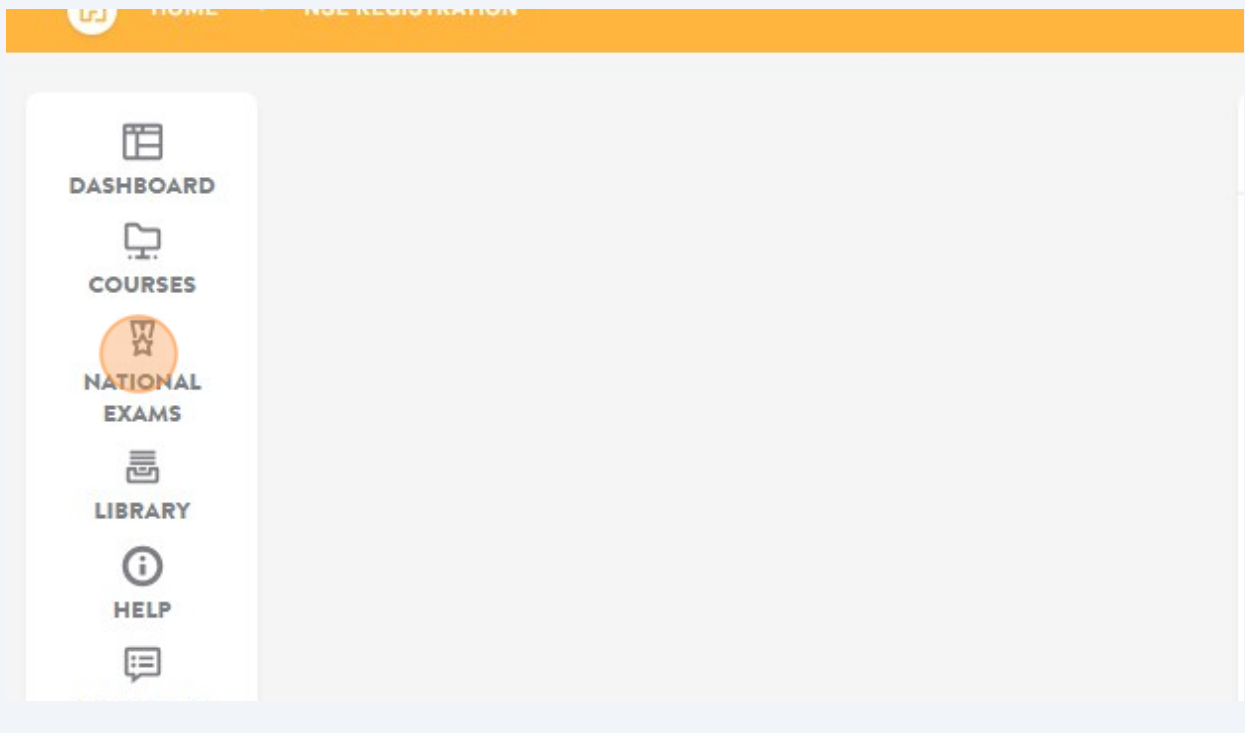 HOME
NSE REGISTRATION
DASHBOARD
COURSES
NATIONAL
EXAMS
LIBRARY
HELP